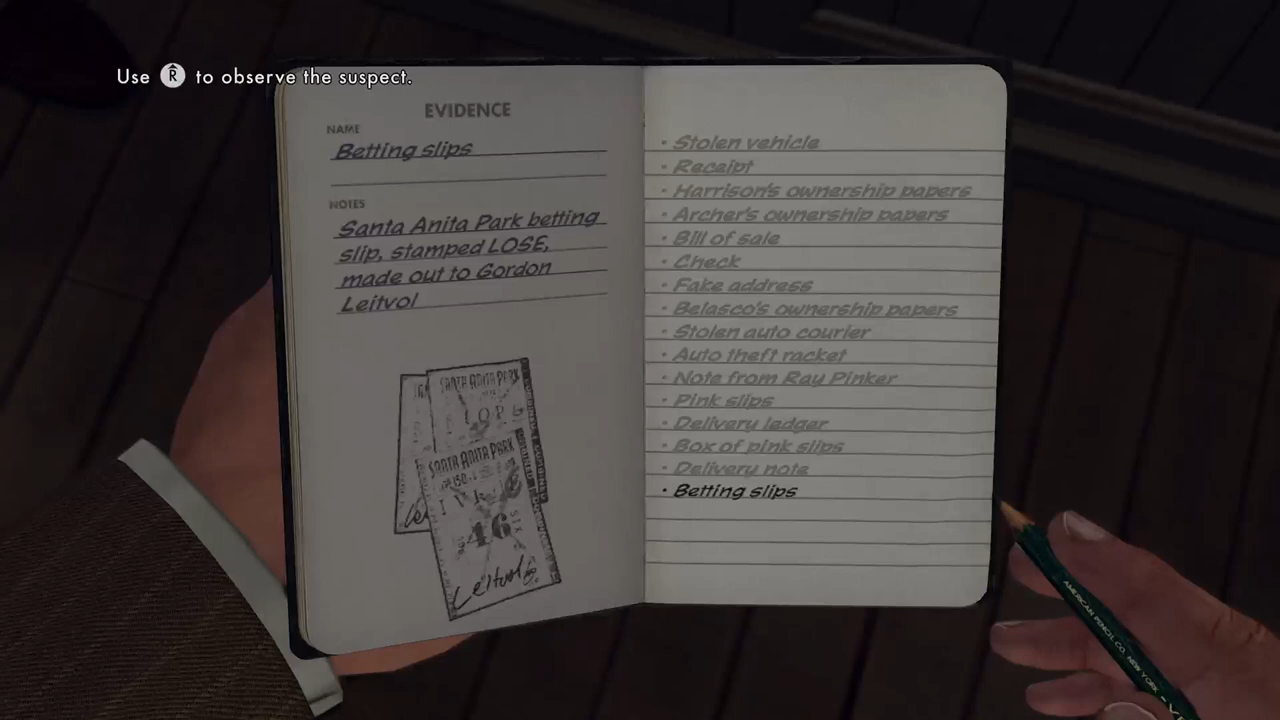 Use R to observe the suspect.
EVIDENCE
NAME
Betting slips
NOTES
Santa Anita Park betting
slip, stamped LOSE,
made out to Gordon
Leitvol
SANTA ANITA PARK
SANTA ANITA PARK
46
SIX
Leitvol
• Stolen vehicle
• Receipt
• Harrison's ownership papers
• Archer's ownership papers
• Bill of sale
• Check
• Fake address
• Belasco's ownership papers
• Stolen auto courier
• Auto theft racket
• Note from Ray Pinker
• Pink slips
• Delivery ledger
• Box of pink slips
• Delivery note
• Betting slips
AMERICAN PENCIL CO. NEW YORK